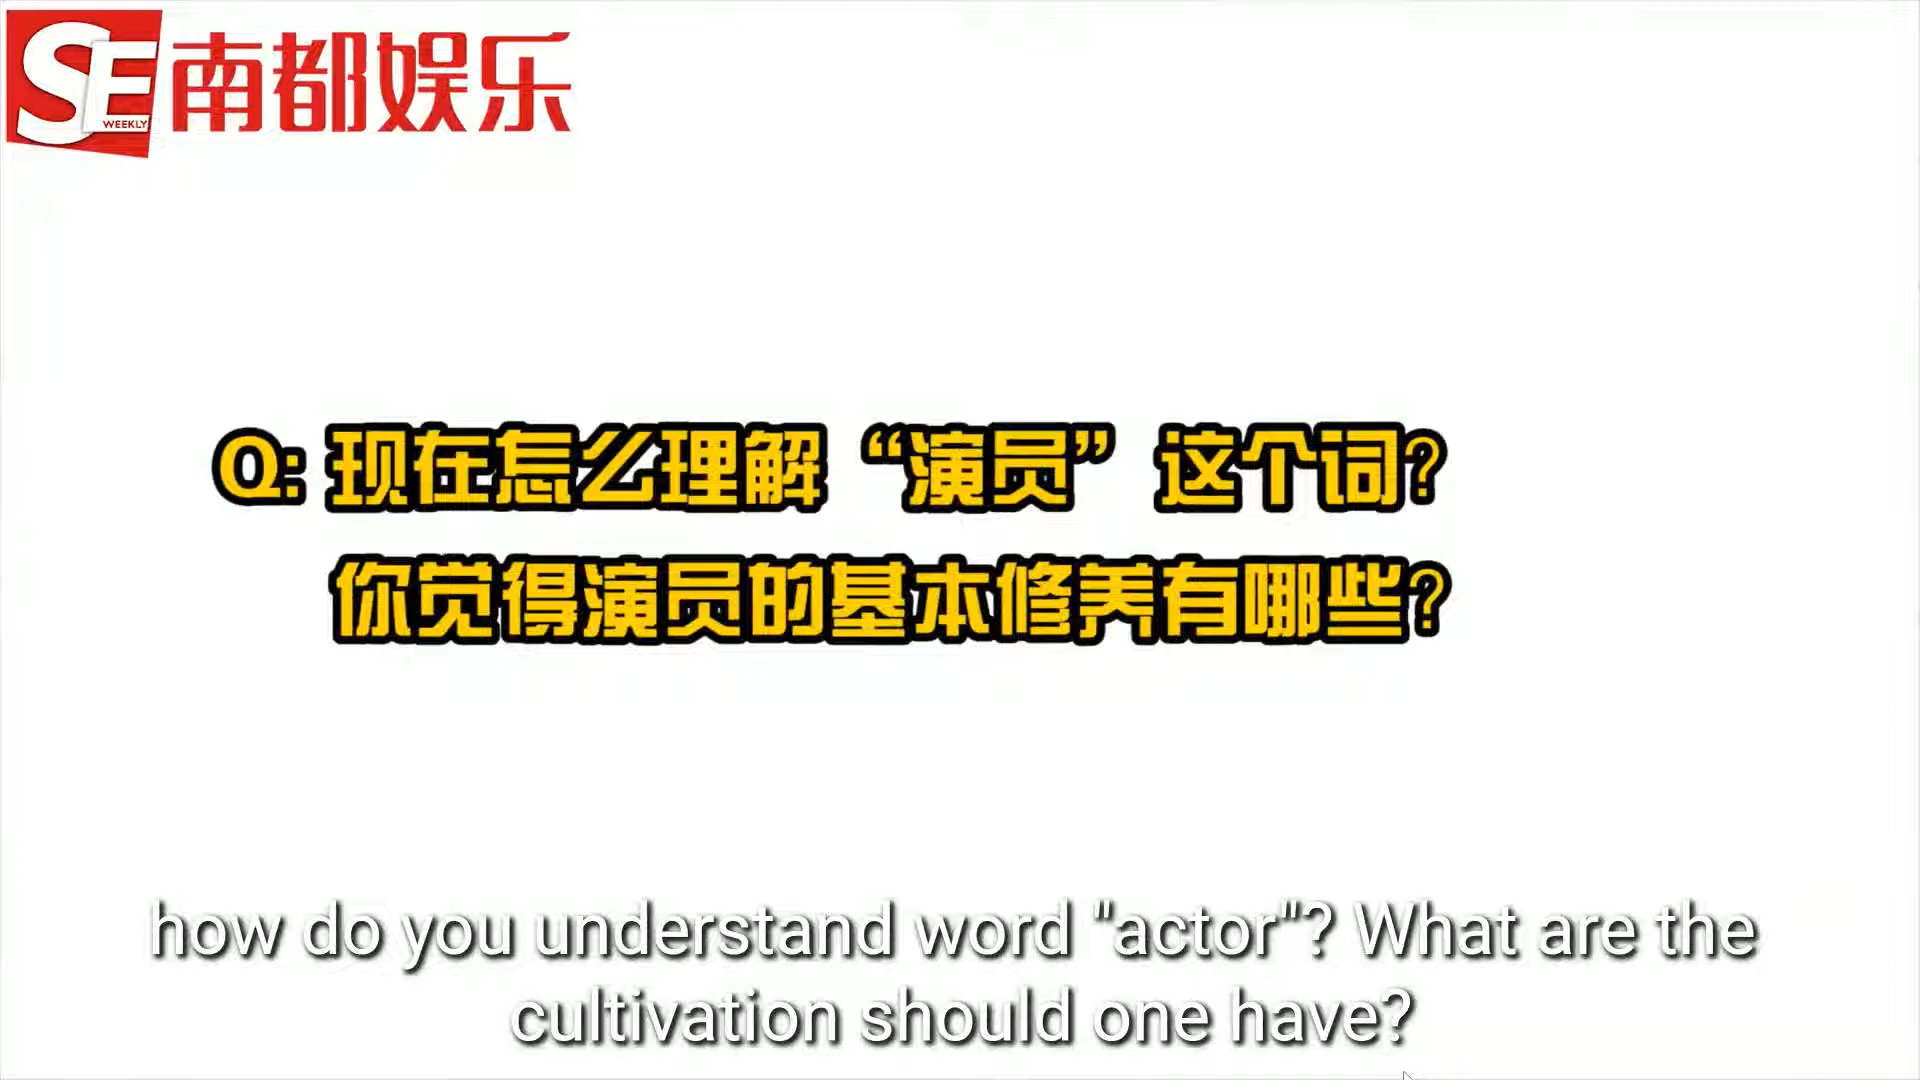 SE
WEEKLY
南都娱乐
Q: 现在怎么理解“演员”这个词？
你觉得演员的基本修养有哪些？
how do you understand word "actor"? What are the
cultivation should one have?